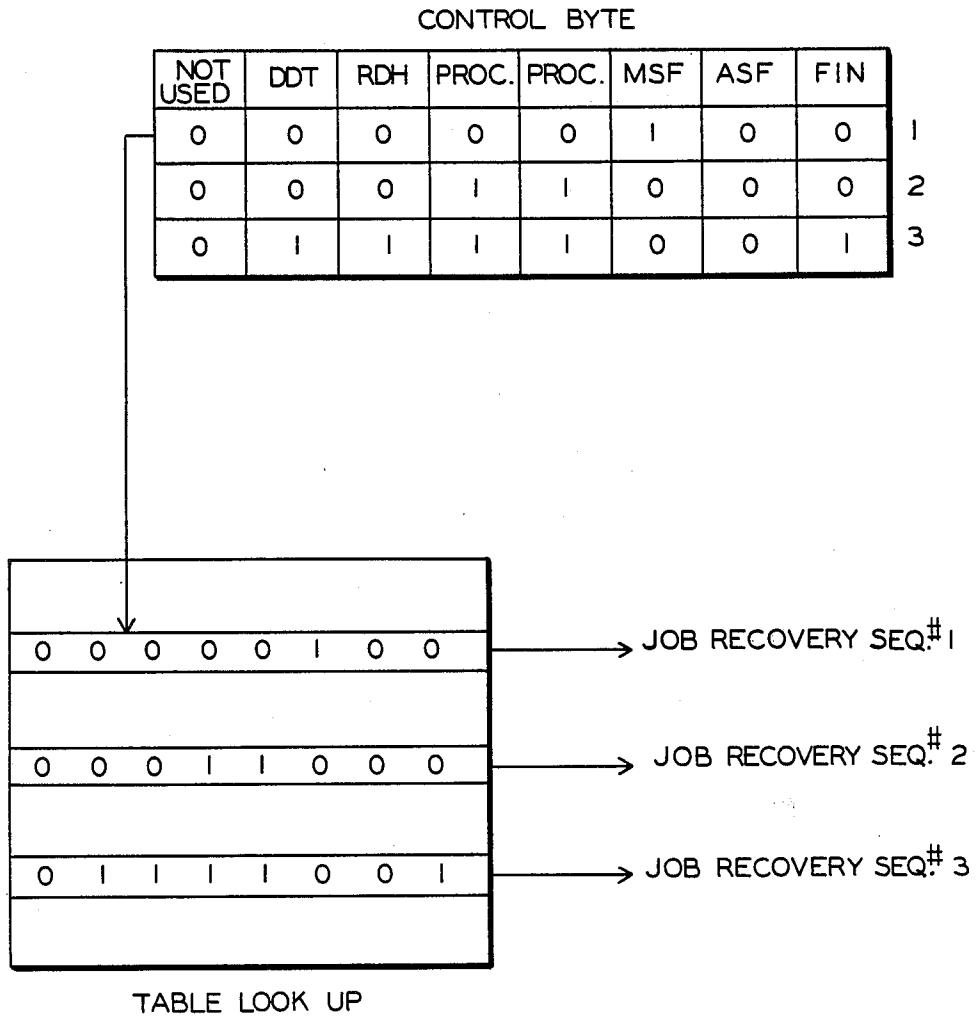 CONTROL BYTE
NOT USED DDT RDH PROC. PROC. MSF ASF FIN
0 0 0 0 0 1 0 0 1
0 0 0 1 1 0 0 0 2
0 1 1 1 1 0 0 1 3
0 0 0 0 0 1 0 0 JOB RECOVERY SEQ.# 1
0 0 0 1 1 0 0 0 JOB RECOVERY SEQ.# 2
0 1 1 1 1 0 0 1 JOB RECOVERY SEQ.# 3
TABLE LOOK UP